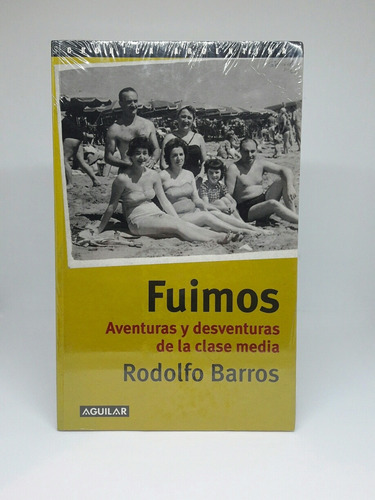 Fuimos
Aventuras y desventuras
de la clase media
Rodolfo Barros
AGUILAR